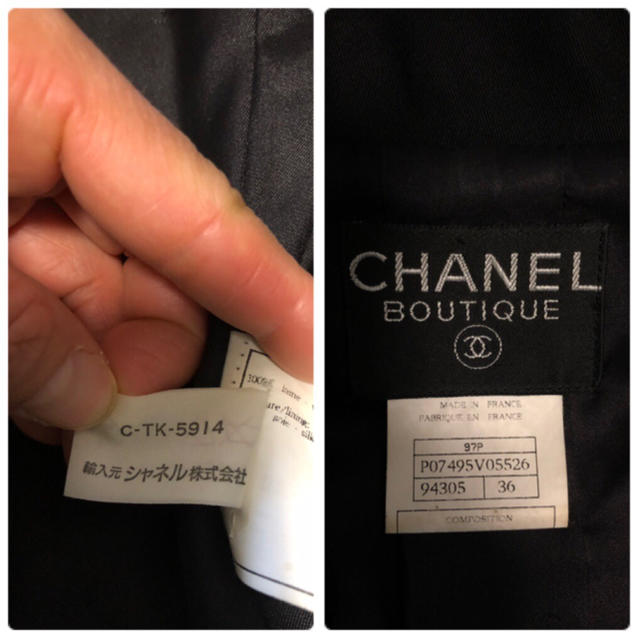 C-TK-5914
輸入元 シャネル株式会社
100%
CHANEL
BOUTIQUE
MADE IN FRANCE
FABRIQUE EN FRANCE
97P
P07495V05526
94305 36
COMPOSITION